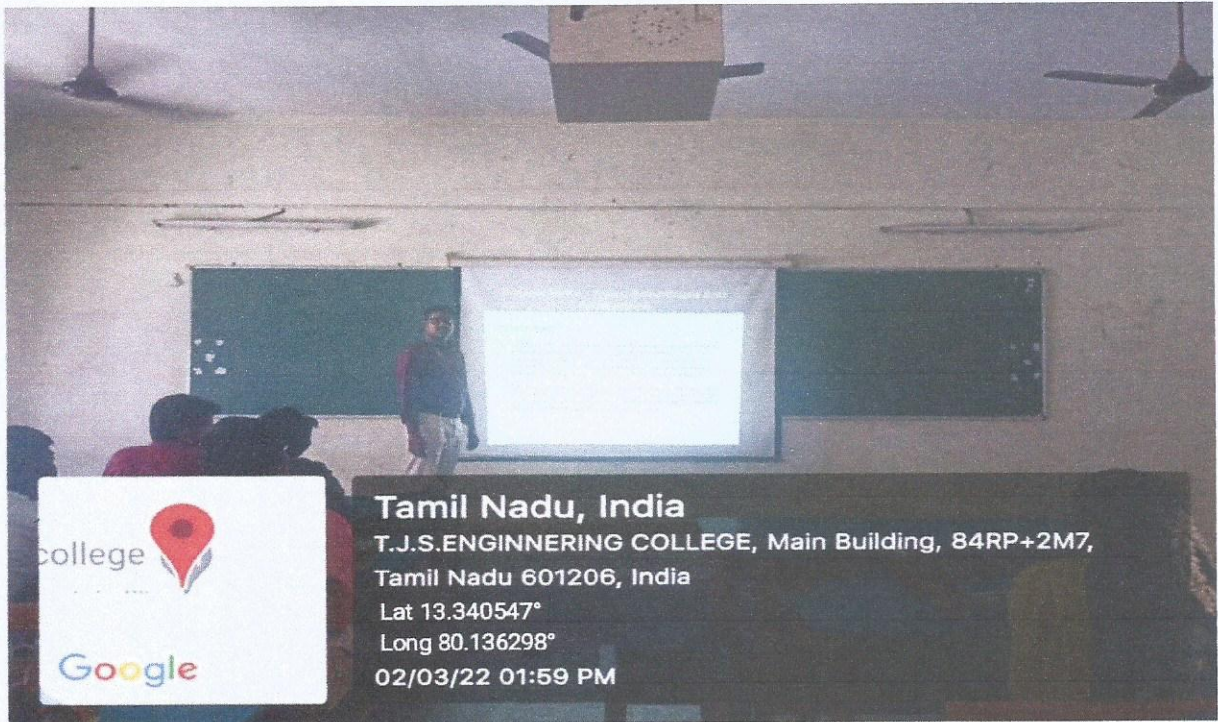 college
Google
Tamil Nadu, India
T.J.S.ENGINNERING COLLEGE, Main Building, 84RP+2M7,
Tamil Nadu 601206, India
Lat 13.340547°
Long 80.136298°
02/03/22 01:59 PM